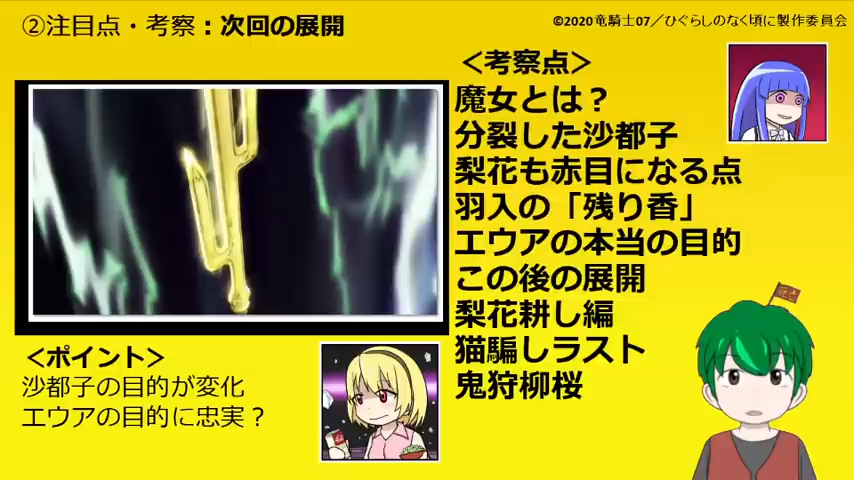 ②注目点・考察：次回の展開
©2020竜騎士07／ひぐらしのなく頃に製作委員会
＜考察点＞
魔女とは？
分裂した沙都子
梨花も赤目になる点
羽入の「残り香」
エウアの本当の目的
この後の展開
梨花耕し編
猫騙しラスト
鬼狩柳桜
＜ポイント＞
沙都子の目的が変化
エウアの目的に忠実？